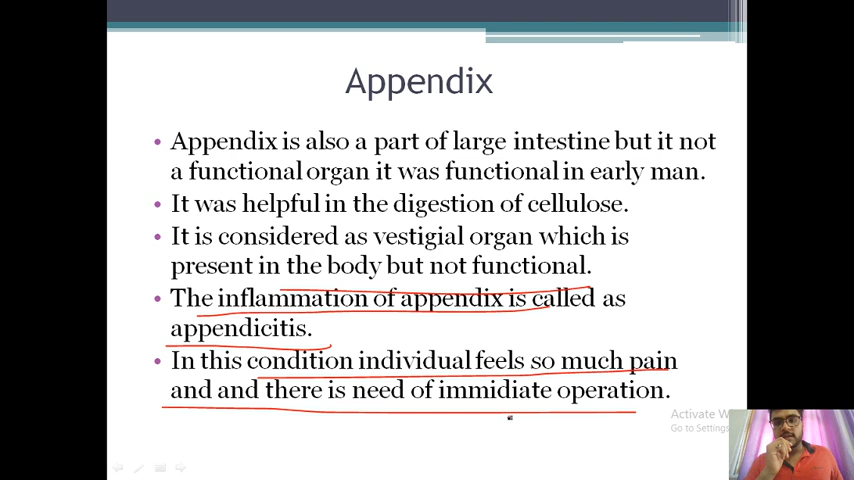 Appendix
• Appendix is also a part of large intestine but it not
a functional organ it was functional in early man.
• It was helpful in the digestion of cellulose.
• It is considered as vestigial organ which is
present in the body but not functional.
• The inflammation of appendix is called as
appendicitis.
• In this condition individual feels so much pain
and and there is need of immidiate operation.
Activate W
Go to Settings